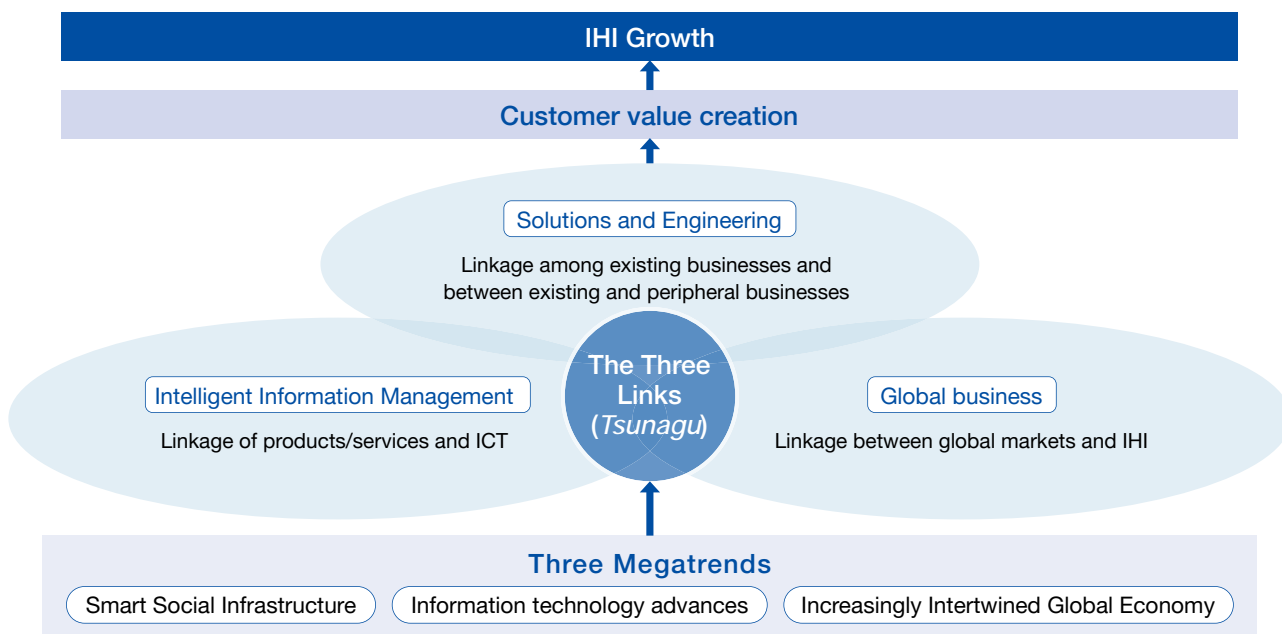 IHI Growth
Customer value creation
Solutions and Engineering
Linkage among existing businesses and
between existing and peripheral businesses
The Three
Links
(Tsunagu)
Intelligent Information Management
Linkage of products/services and ICT
Global business
Linkage between global markets and IHI
Three Megatrends
Smart Social Infrastructure
Information technology advances
Increasingly Intertwined Global Economy